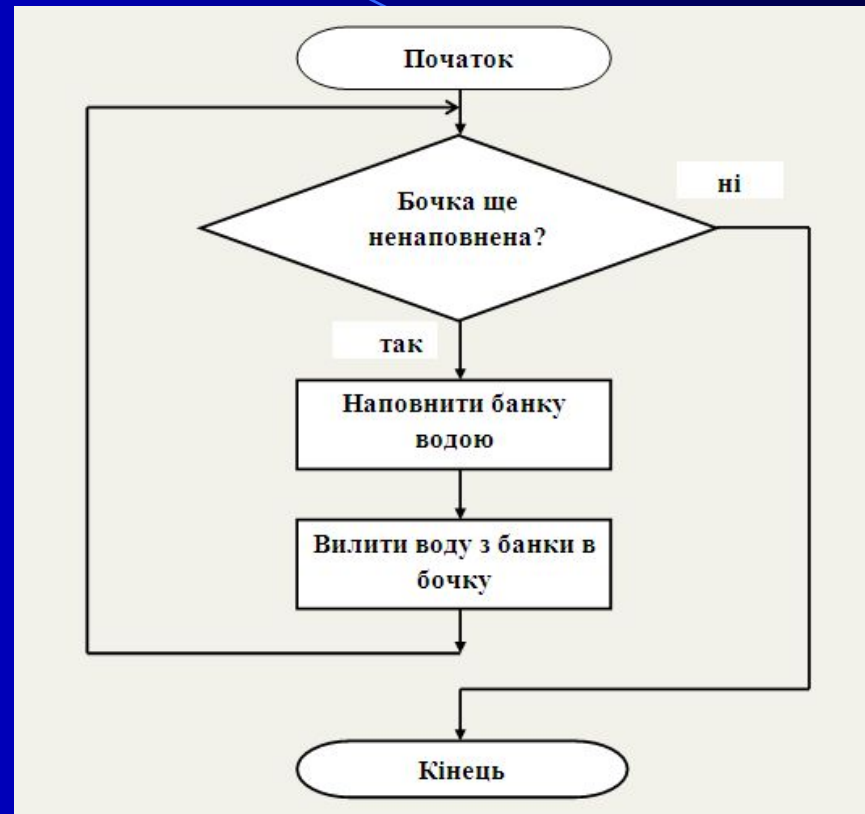 Початок
ні
Бочка ще
ненаповнена?
так
Наповнити банку
водою
Вилити воду з банки в
бочку
Кінець